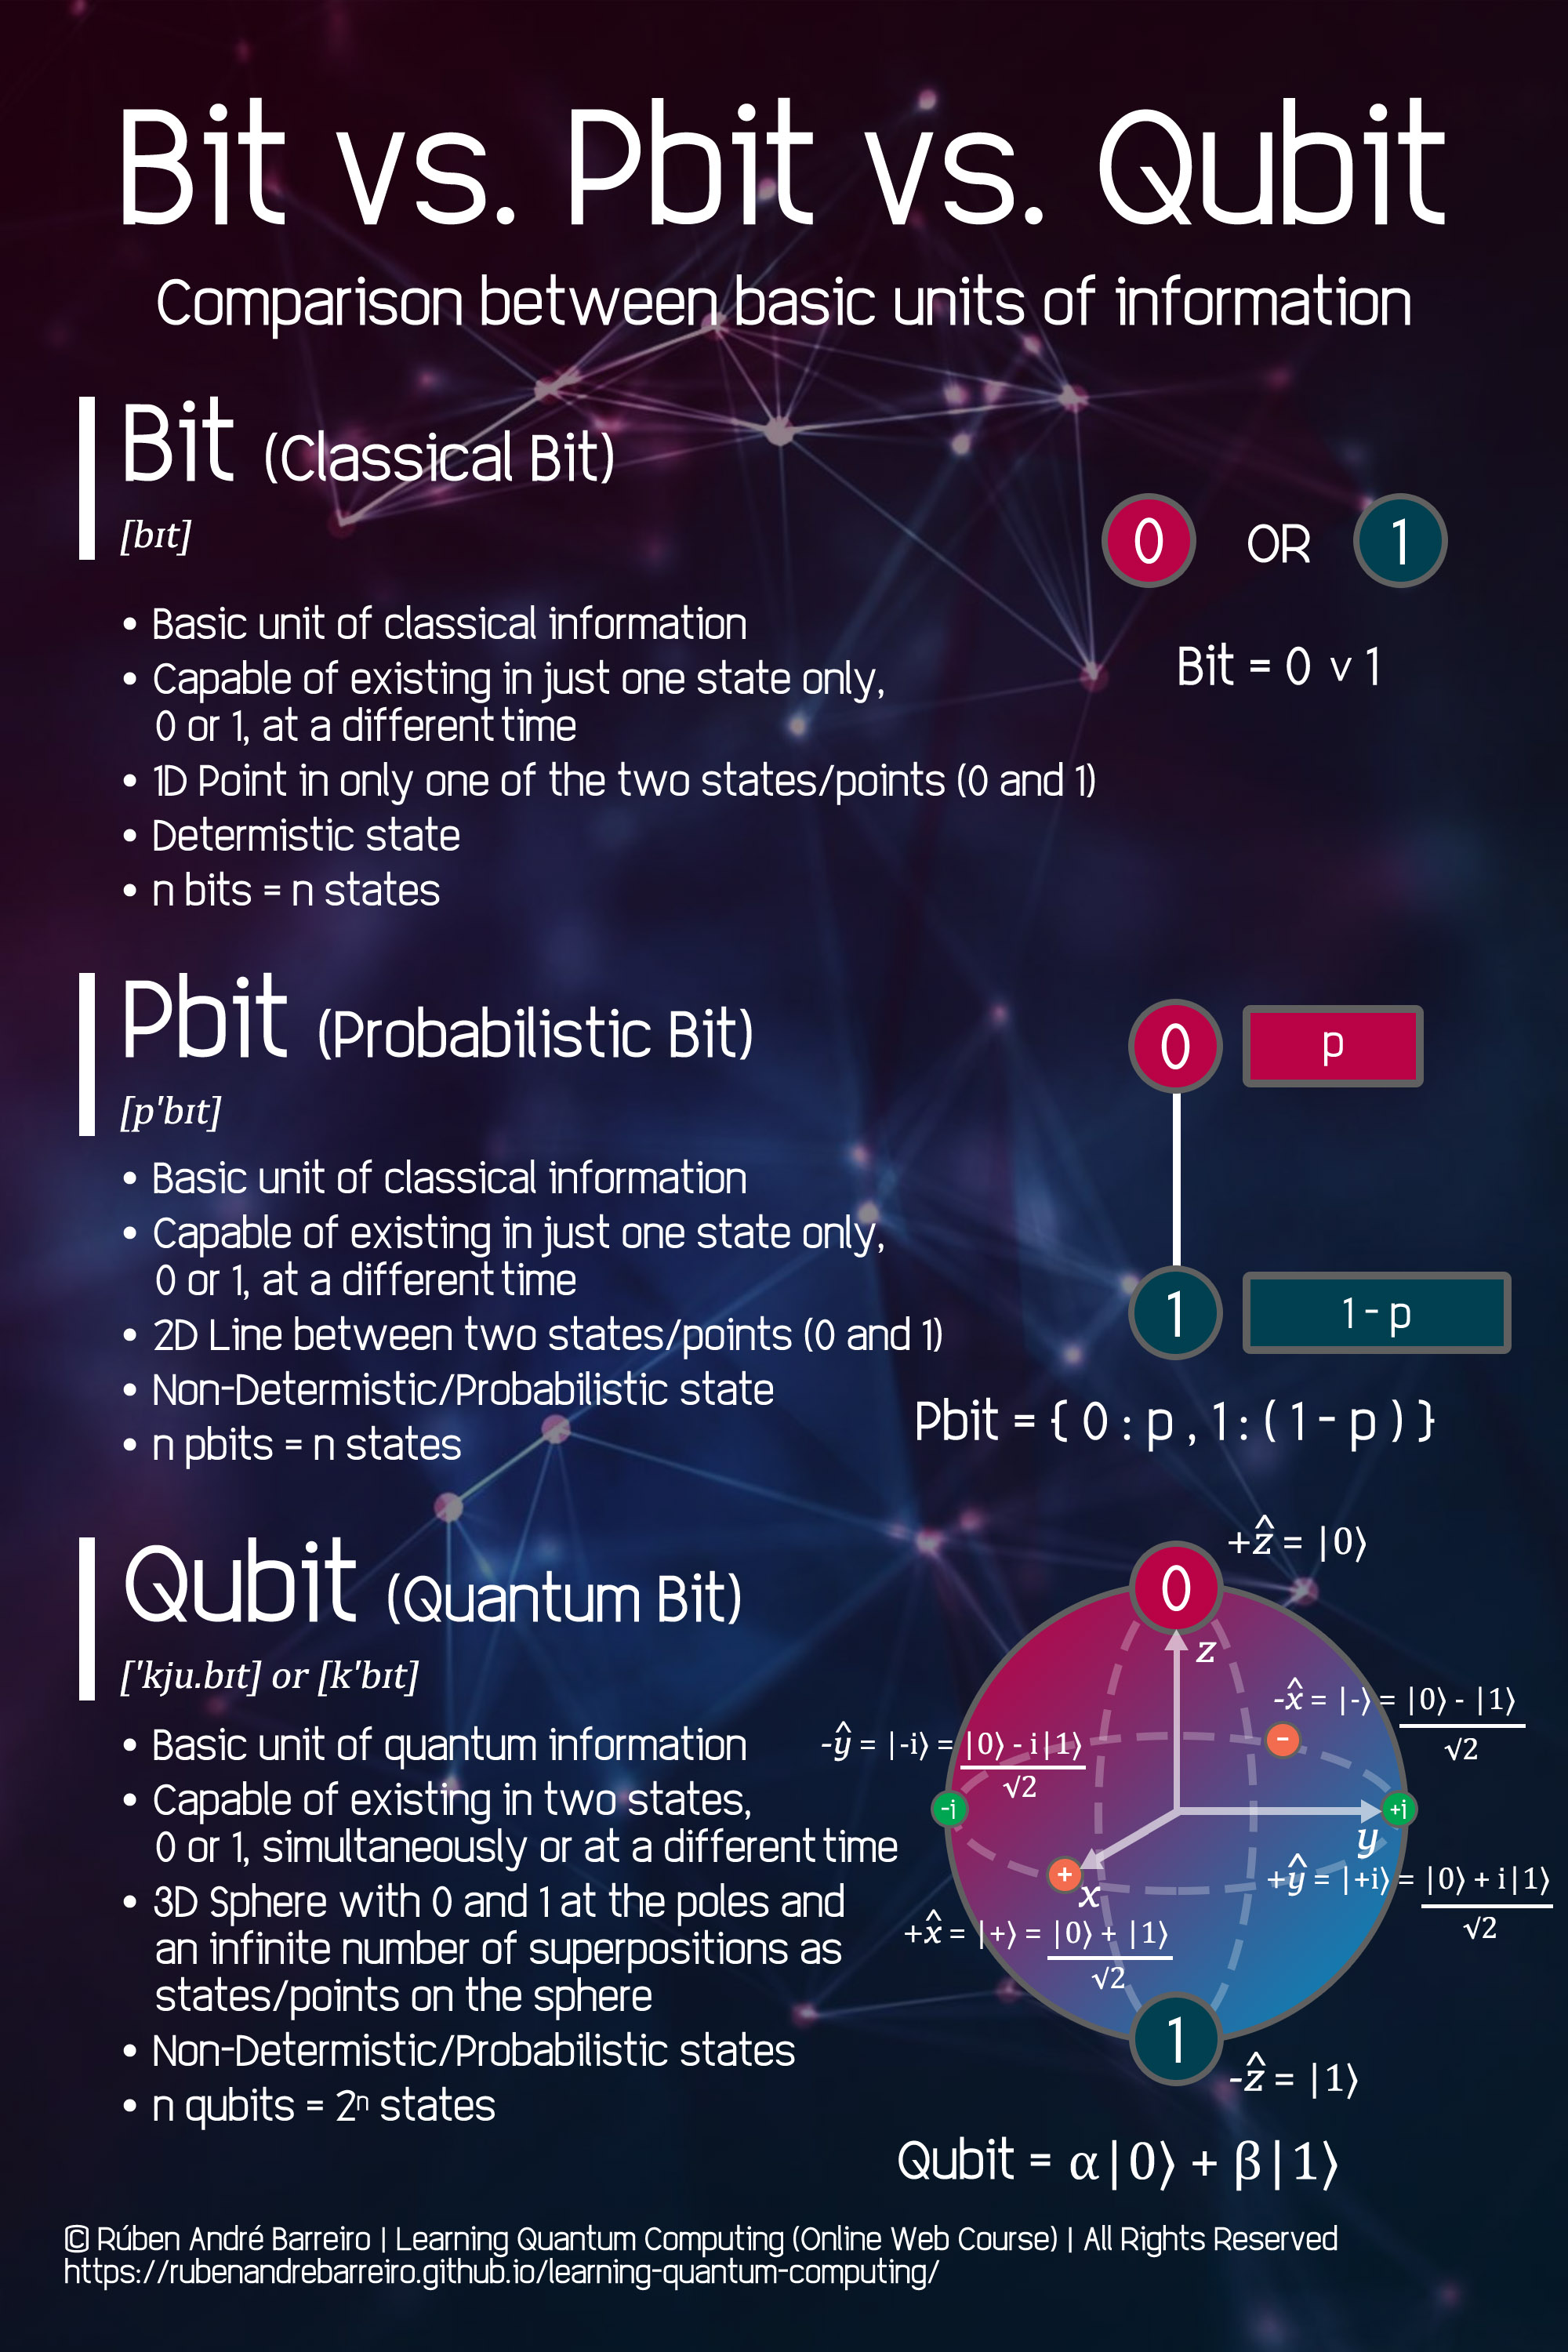 Bit vs. Pbit vs. Qubit
Comparison between basic units of information
Bit (Classical Bit)
[bɪt]
• Basic unit of classical information
• Capable of existing in just one state only,
0 or 1, at a different time
• 1D Point in only one of the two states/points (0 and 1)
• Determistic state
• n bits = n states
0 OR 1
Bit = 0 v 1
Pbit (Probabilistic Bit)
[p'bɪt]
• Basic unit of classical information
• Capable of existing in just one state only,
0 or 1, at a different time
• 2D Line between two states/points (0 and 1)
• Non-Determistic/Probabilistic state
• n pbits = n states
0 p
1 1 - p
Pbit = { 0 : p , 1 : ( 1 - p ) }
Qubit (Quantum Bit)
['kju.bɪt] or [k'bɪt]
• Basic unit of quantum information
• Capable of existing in two states,
0 or 1, simultaneously or at a different time
• 3D Sphere with 0 and 1 at the poles and
an infinite number of superpositions as
states/points on the sphere
• Non-Determistic/Probabilistic states
• n qubits = 2ⁿ states
+ẑ = |0⟩
0
z
-x̂ = |-⟩ = |0⟩ - |1⟩
√2
-
-ŷ = |-i⟩ = |0⟩ - i|1⟩
√2
-i
+i
y
+ŷ = |+i⟩ = |0⟩ + i|1⟩
√2
+
x
+x̂ = |+⟩ = |0⟩ + |1⟩
√2
1
-ẑ = |1⟩
Qubit = α|0⟩ + β|1⟩
© Rúben André Barreiro | Learning Quantum Computing (Online Web Course) | All Rights Reserved
https://rubenandrebarreiro.github.io/learning-quantum-computing/